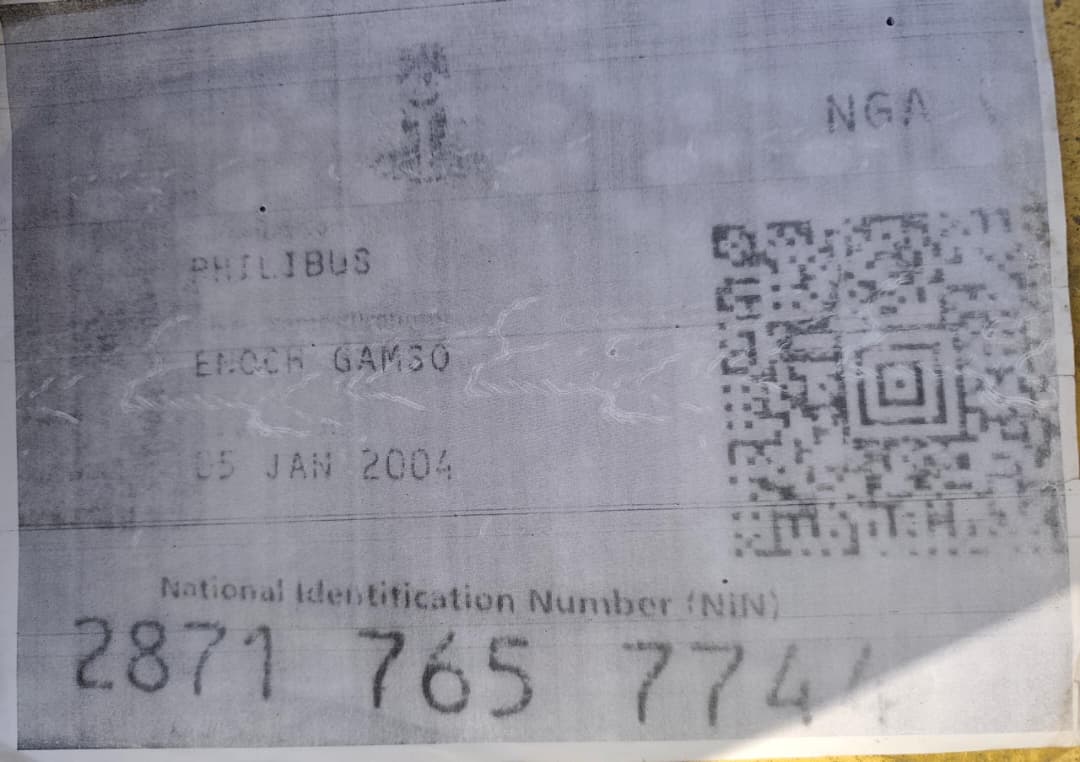 NGA
PHILIBUS
ENOCH GAMSO
05 JAN 2004
National Identification Number (NIN)
2871 765 774